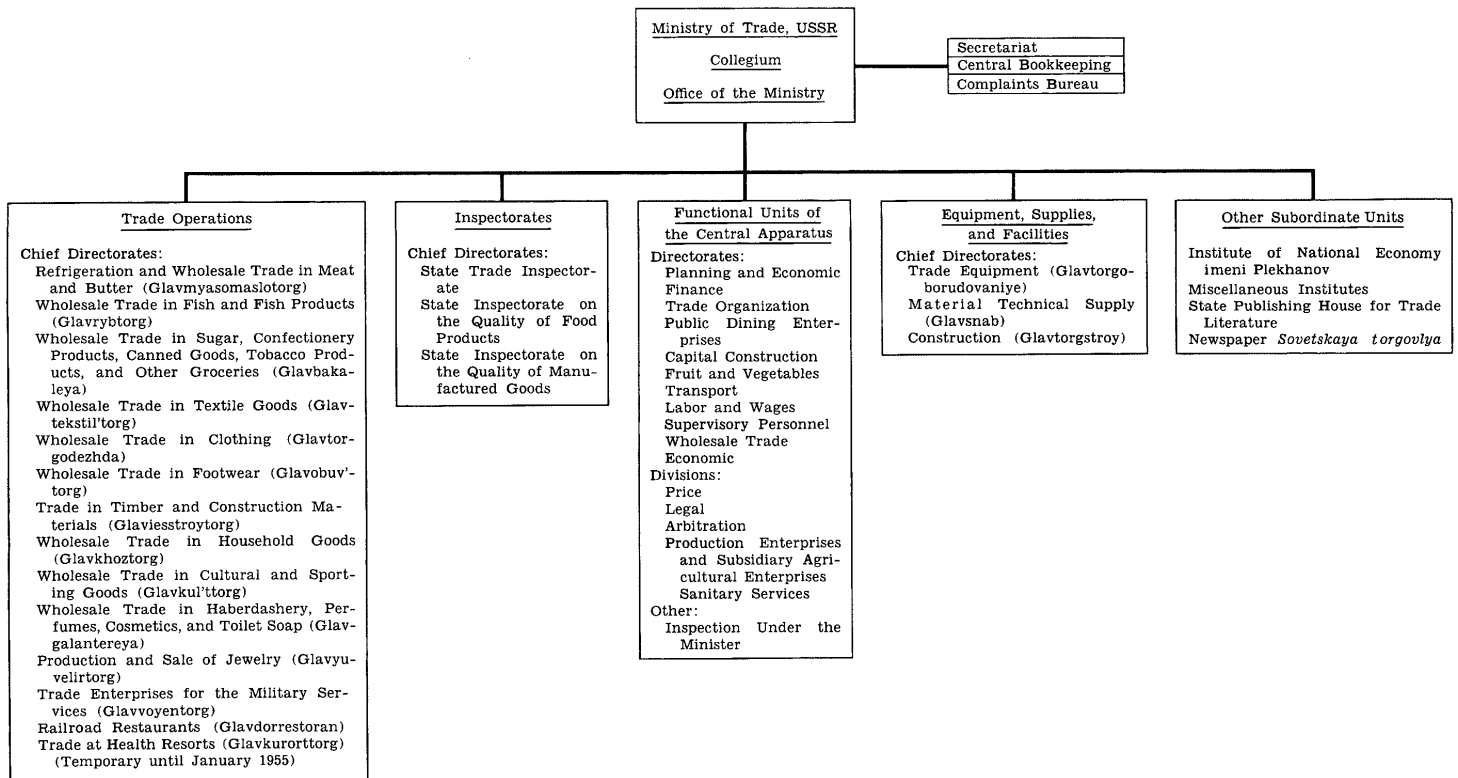 Ministry of Trade, USSR
Collegium
Office of the Ministry
Secretariat
Central Bookkeeping
Complaints Bureau
Trade Operations
Chief Directorates:
Refrigeration and Wholesale Trade in Meat
and Butter (Glavmyasomaslotorg)
Wholesale Trade in Fish and Fish Products
(Glavrybtorg)
Wholesale Trade in Sugar, Confectionery
Products, Canned Goods, Tobacco Prod-
ucts, and Other Groceries (Glavbaka-
leya)
Wholesale Trade in Textile Goods (Glav-
tekstil'torg)
Wholesale Trade in Clothing (Glavtor-
godezhda)
Wholesale Trade in Footwear (Glavobuv'-
torg)
Trade in Timber and Construction Ma-
terials (Glaviesstroytorg)
Wholesale Trade in Household Goods
(Glavkhoztorg)
Wholesale Trade in Cultural and Sport-
ing Goods (Glavkul'ttorg)
Wholesale Trade in Haberdashery, Per-
fumes, Cosmetics, and Toilet Soap (Glav-
galantereya)
Production and Sale of Jewelry (Glavyu-
velirtorg)
Trade Enterprises for the Military Ser-
vices (Glavvoyentorg)
Railroad Restaurants (Glavdorrestoran)
Trade at Health Resorts (Glavkurorttorg)
(Temporary until January 1955)
Inspectorates
Chief Directorates:
State Trade Inspector-
ate
State Inspectorate on
the Quality of Food
Products
State Inspectorate on
the Quality of Manu-
factured Goods
Functional Units of
the Central Apparatus
Directorates:
Planning and Economic
Finance
Trade Organization
Public Dining Enter-
prises
Capital Construction
Fruit and Vegetables
Transport
Labor and Wages
Supervisory Personnel
Wholesale Trade
Economic
Divisions:
Price
Legal
Arbitration
Production Enterprises
and Subsidiary Agri-
cultural Enterprises
Sanitary Services
Other:
Inspection Under the
Minister
Equipment, Supplies,
and Facilities
Chief Directorates:
Trade Equipment (Glavtorgo-
borudovaniye)
Material Technical Supply
(Glavsnab)
Construction (Glavtorgstroy)
Other Subordinate Units
Institute of National Economy
imeni Plekhanov
Miscellaneous Institutes
State Publishing House for Trade
Literature
Newspaper Sovetskaya torgovlya